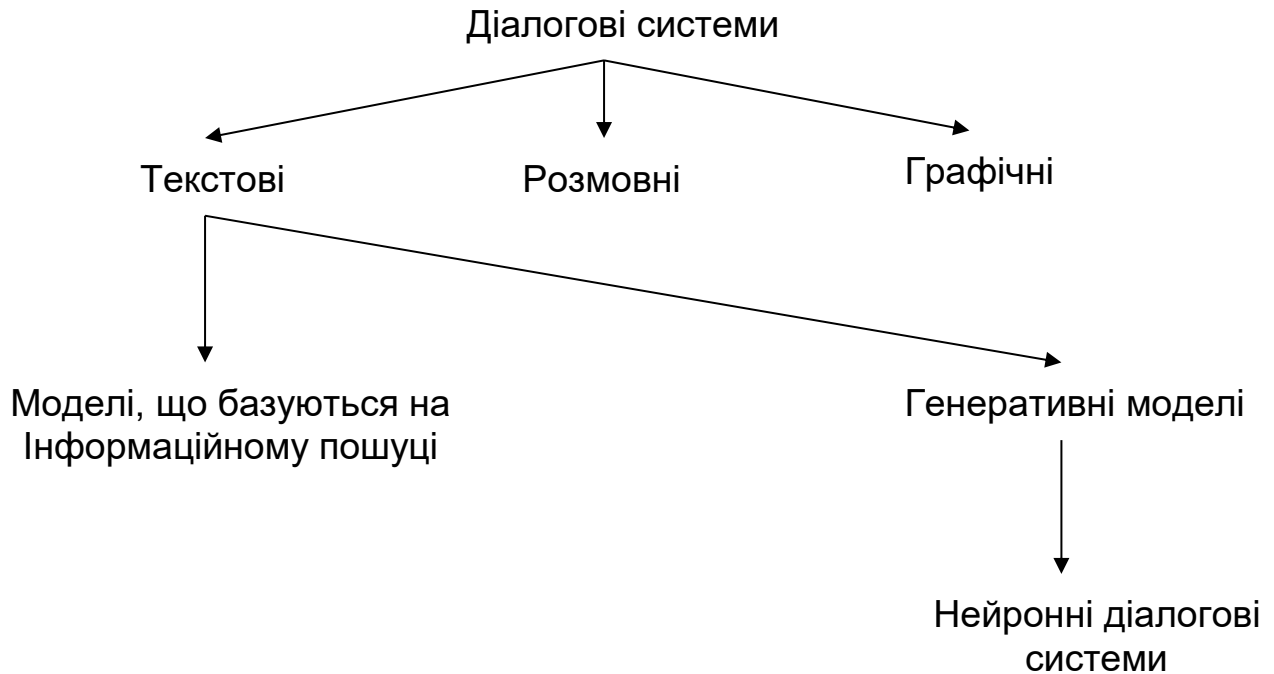 Діалогові системи
Текстові
Розмовні
Графічні
Моделі, що базуються на
Інформаційному пошуці
Генеративні моделі
Нейронні діалогові
системи